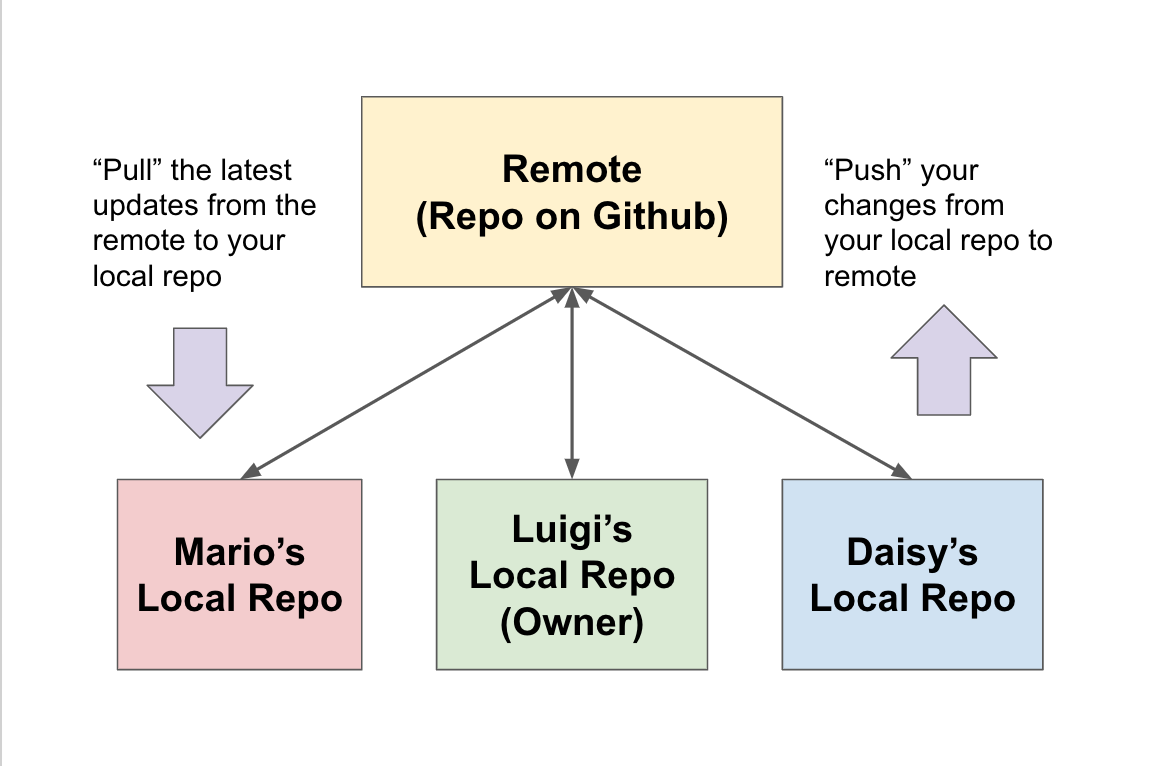 Remote
(Repo on Github)
“Pull” the latest
updates from the
remote to your
local repo
“Push” your
changes from
your local repo to
remote
Mario’s
Local Repo
Luigi’s
Local Repo
(Owner)
Daisy’s
Local Repo